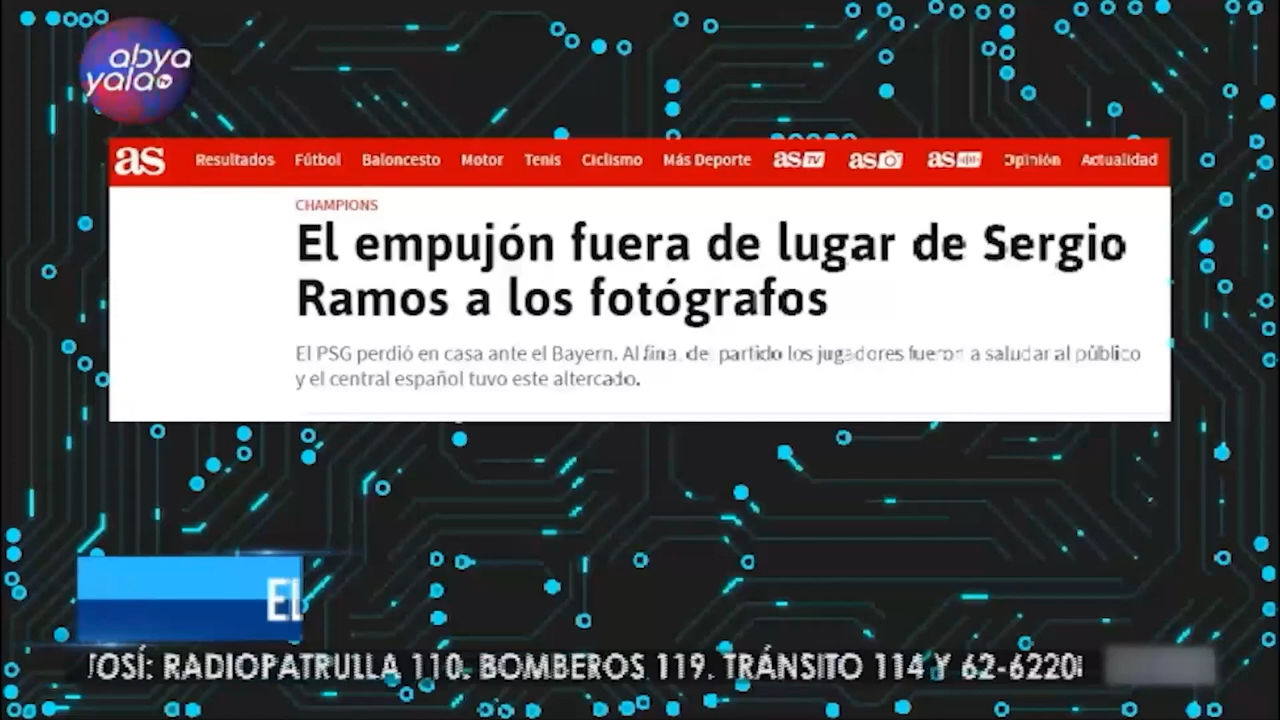 abya
yala tv
as Resultados Fútbol Baloncesto Motor Tenis Ciclismo Más Deporte as TV as as Opinión Actualidad
CHAMPIONS
El empujón fuera de lugar de Sergio
Ramos a los fotógrafos
El PSG perdió en casa ante el Bayern. Al final del partido los jugadores fueron a saludar al público
y el central español tuvo este altercado.
EL
TOSÍ: RADIOPATRULLA 110. BOMBEROS 119. TRÁNSITO 114 Y 62-6220